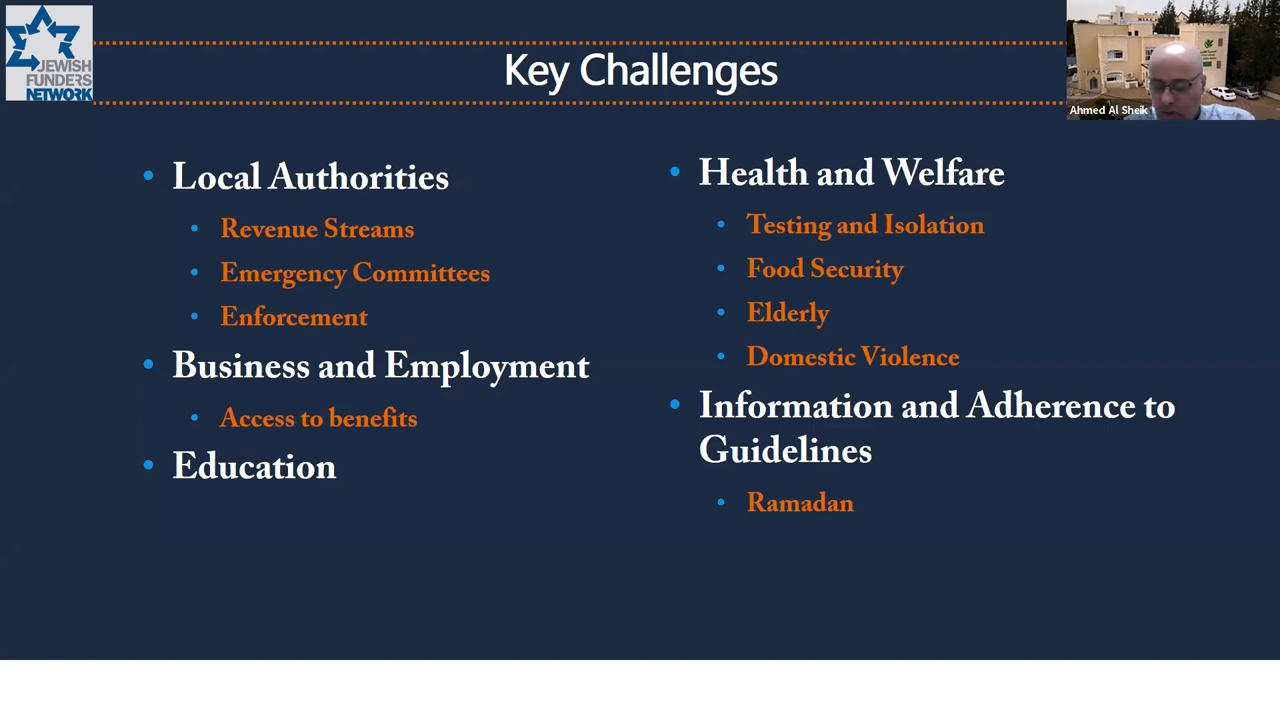 JEWISH
FUNDERS
NETWORK
Key Challenges
Ahmed Al Sheik
Local Authorities
Revenue Streams
Emergency Committees
Enforcement
Business and Employment
Access to benefits
Education
Health and Welfare
Testing and Isolation
Food Security
Elderly
Domestic Violence
Information and Adherence to
Guidelines
Ramadan